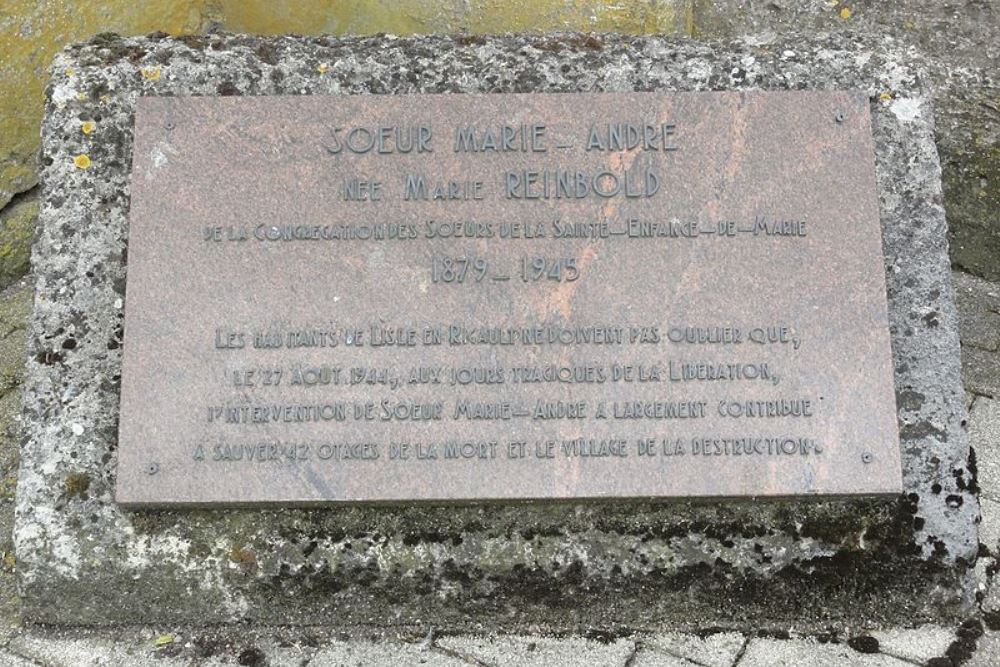 SOEUR MARIE - ANDRE
NEE MARIE REINBOLD
DE LA CONGREGATION DES SOEURS DE LA SAINTE-ENFANCE-DE-MARIE
1879 - 1945
LES HABITANTS DE LISLE EN RIGAULT NE DOIVENT PAS OUBLIER QUE,
LE 27 AOUT 1944, AUX JOURS TRAGIQUES DE LA LIBERATION,
l'INTERVENTION DE SOEUR MARIE-ANDRE A LARGEMENT CONTRIBUE
A SAUVER 42 OTAGES DE LA MORT ET LE VILLAGE DE LA DESTRUCTION.